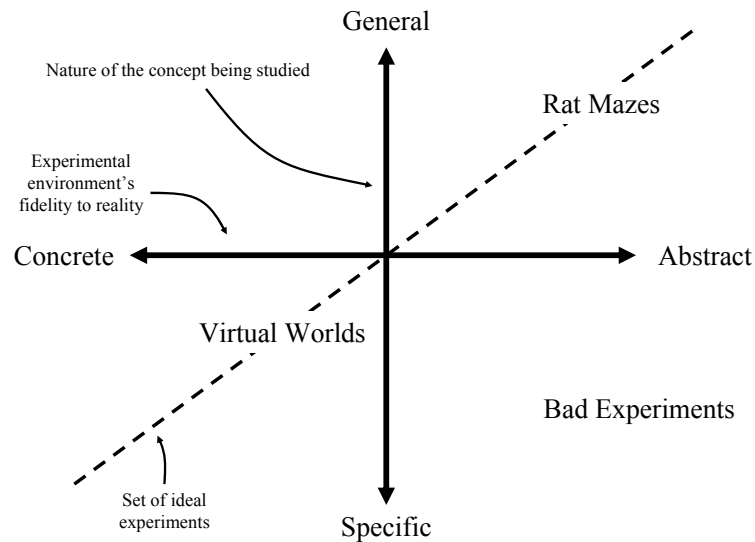 General
Nature of the concept being studied
Rat Mazes
Experimental
environment's
fidelity to reality
Concrete
Abstract
Virtual Worlds
Bad Experiments
Set of ideal
experiments
Specific